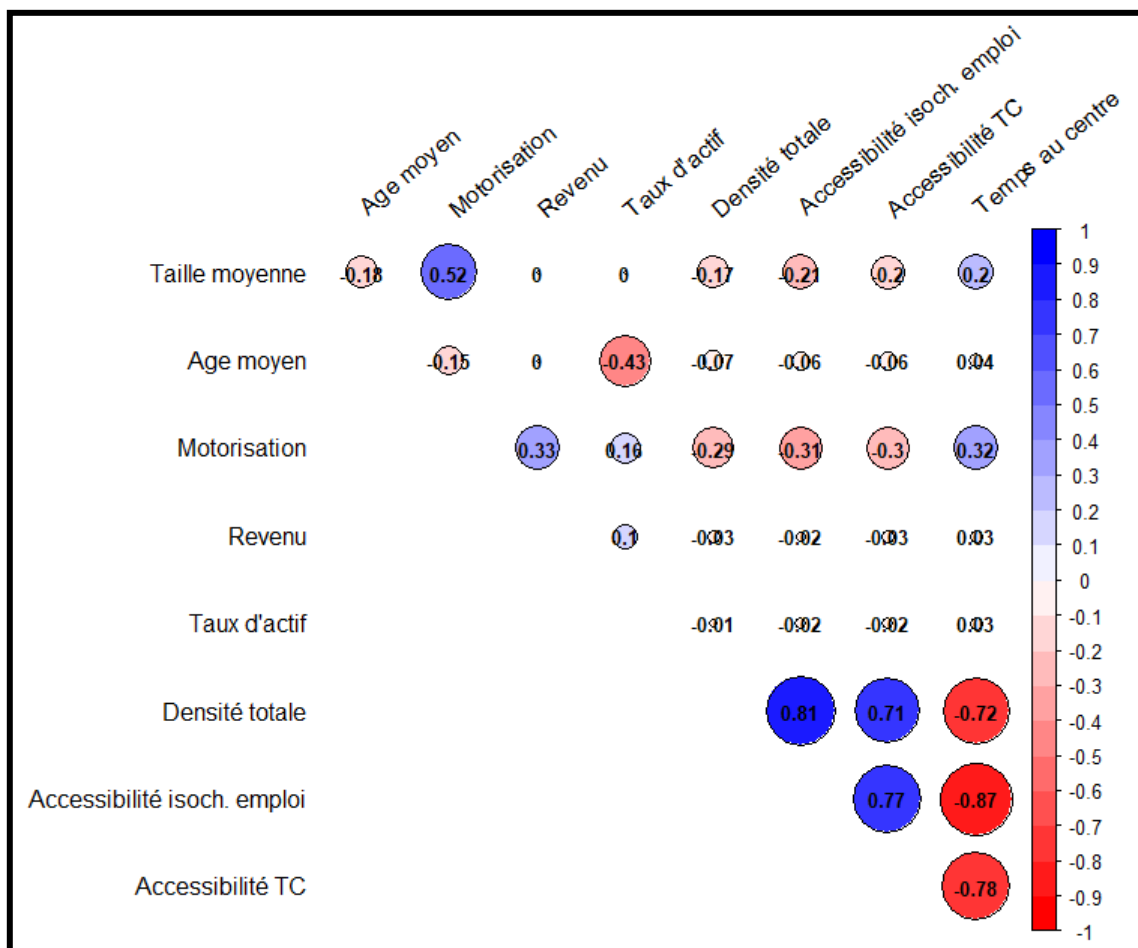 Age moyen
Motorisation
Revenu
Taux d'actif
Densité totale
Accessibilité isoch. emploi
Accessibilité TC
Temps au centre
Taille moyenne -0.18 0.52 0 0 -0.17 -0.21 -0.2 0.2
Age moyen -0.15 0 -0.43 -0.07 -0.06 -0.06 0.04
Motorisation 0.33 0.16 -0.29 -0.31 -0.3 0.32
Revenu 0.1 -0.03 -0.02 -0.03 0.03
Taux d'actif -0.01 -0.02 -0.02 0.03
Densité totale 0.81 0.71 -0.72
Accessibilité isoch. emploi 0.77 -0.87
Accessibilité TC -0.78
1
0.9
0.8
0.7
0.6
0.5
0.4
0.3
0.2
0.1
0
-0.1
-0.2
-0.3
-0.4
-0.5
-0.6
-0.7
-0.8
-0.9
-1